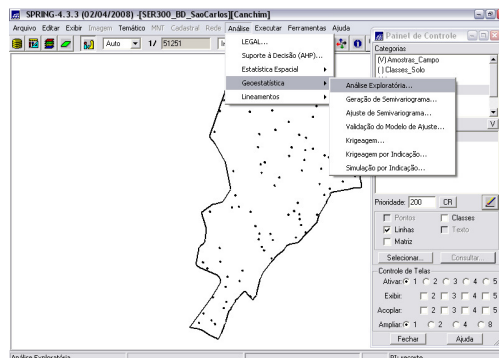 SPRING-4.3.3 (02/04/2008) -[SER300_BD_SaoCarlos][Canchim]
Arquivo Editar Exibir Imagem Temático MNT Cadastral Rede Análise Executar Ferramentas Ajuda
Auto 1/ 51251
LEGAL...
Suporte à Decisão (AHP)...
Estatística Espacial
Geoestatística
Lineamentos
Análise Exploratória...
Geração de Semivariograma...
Ajuste de Semivariograma...
Validação do Modelo de Ajuste...
Krigeagem...
Krigeagem por Indicação...
Simulação por Indicação...
Painel de Controle
Categorias
(V) Amostras_Campo
( ) Classes_Solo
V
Prioridade: 200 CR
Pontos Classes
Linhas Texto
Matriz
Selecionar... Consultar...
Controle de Telas
Ativar: 1 2 3 4 5
Exibir: 2 3 4 5
Acoplar: 2 3 4 5
Ampliar: 1 2 4 8
Fechar Ajuda
Análise Exploratória
PI: recorte